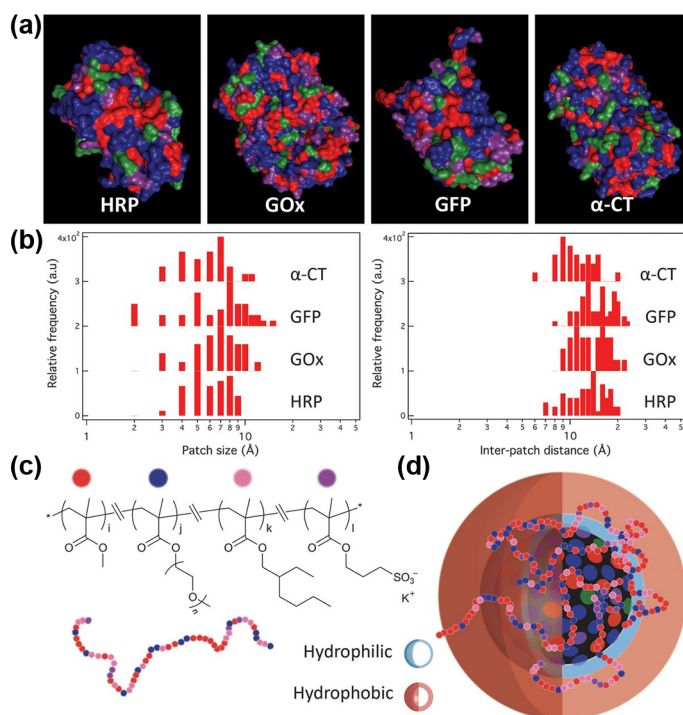 (a)
HRP
GOx
GFP
α-CT
(b)
Relative frequency (a.u)
4x10²
3
2
1
0
α-CT
GFP
GOx
HRP
1
2
3
4
5
6
7
8
9
10
2
3
4
5
Patch size (Å)
Relative frequency (a.u)
4x10²
3
2
1
0
α-CT
GFP
GOx
HRP
1
2
3
4
5
6
7
8
9
10
2
3
4
5
Inter-patch distance (Å)
(c)
*
i
j
k
l
*
O
O
O
O
O
n
O
O
O
O
SO₃⁻
K⁺
Hydrophilic
Hydrophobic
(d)